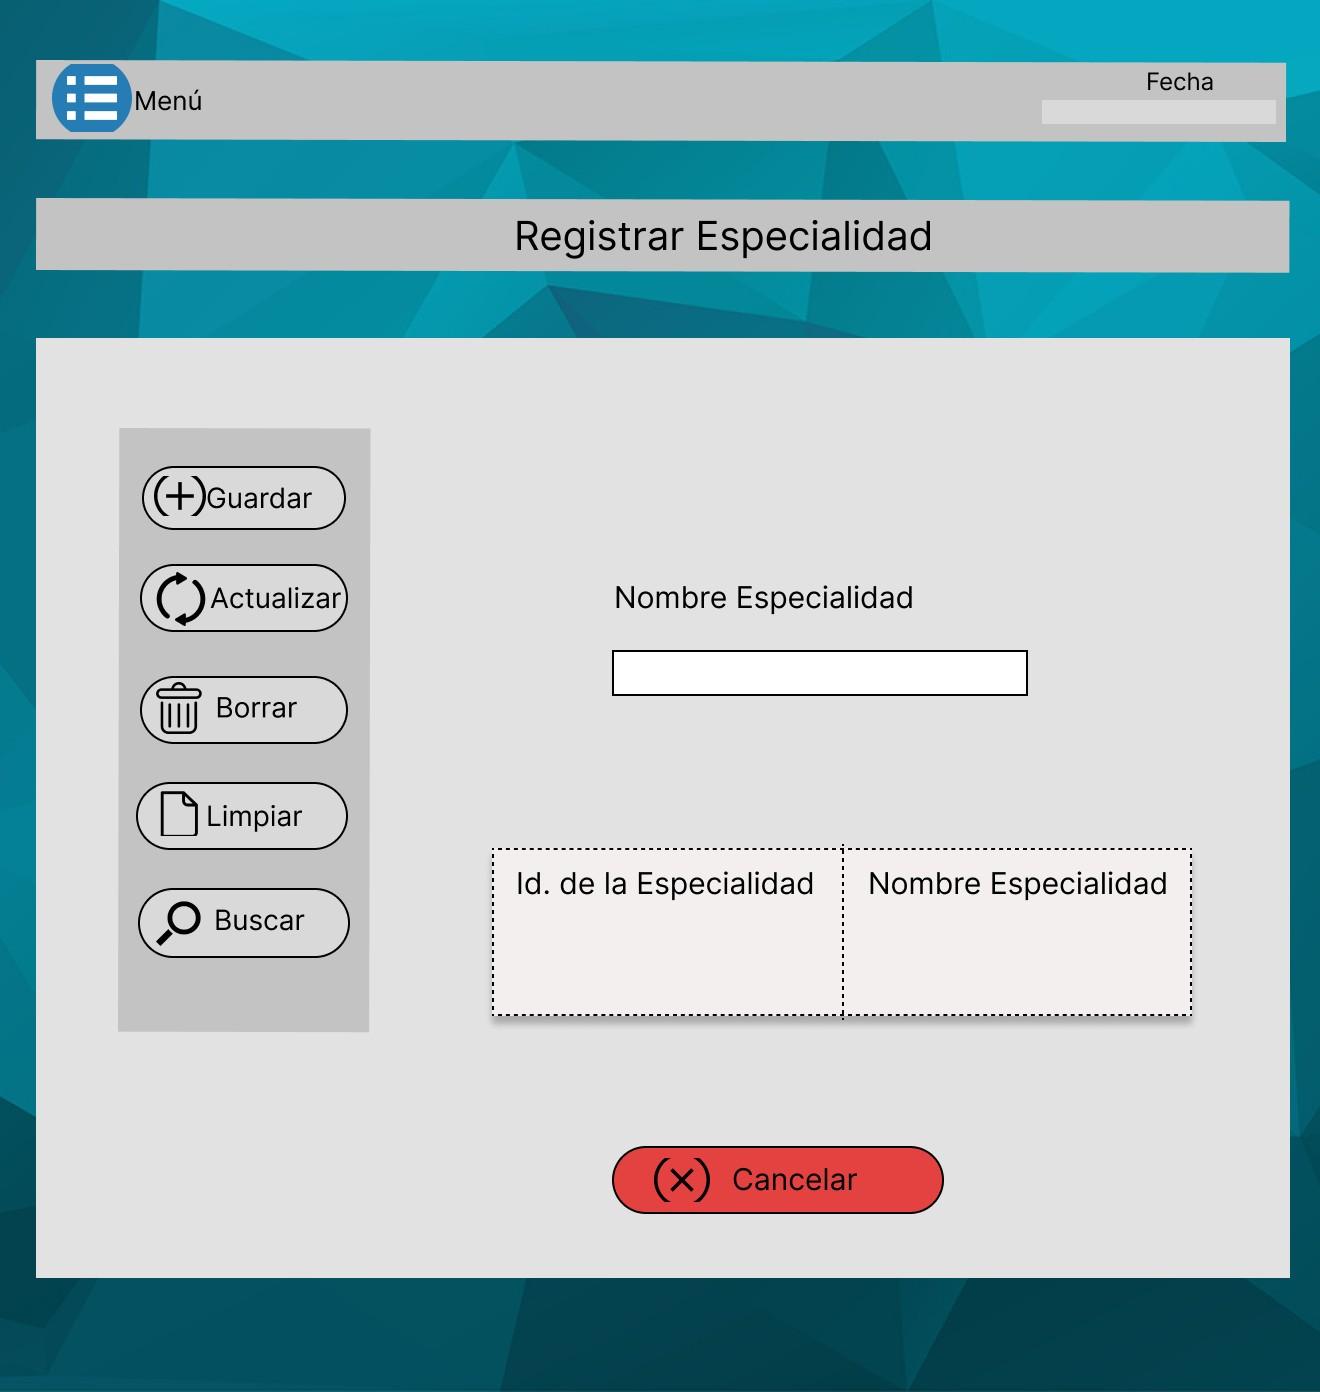 Menú
Fecha
Registrar Especialidad
Guardar
Actualizar
Borrar
Limpiar
Buscar
Nombre Especialidad
Id. de la Especialidad
Nombre Especialidad
Cancelar